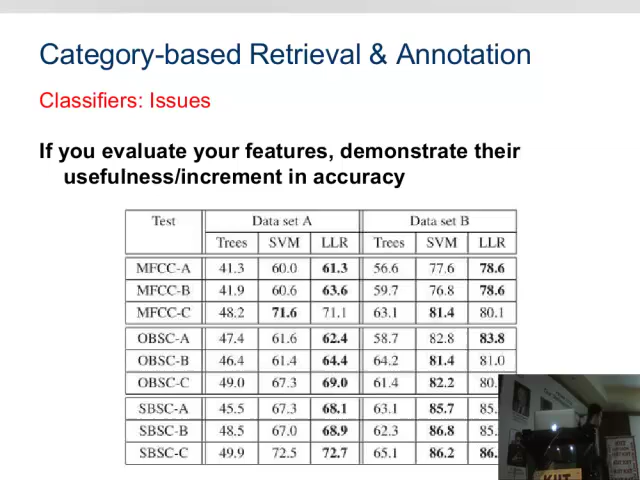 Category-based Retrieval & Annotation
Classifiers: Issues
If you evaluate your features, demonstrate their
usefulness/increment in accuracy
Test Data set A Data set B
Trees SVM LLR Trees SVM LLR
MFCC-A 41.3 60.0 61.3 56.6 77.6 78.6
MFCC-B 41.9 60.6 63.6 59.7 76.8 78.6
MFCC-C 48.2 71.6 71.1 63.1 81.4 80.1
OBSC-A 47.4 61.6 62.4 58.7 82.8 83.8
OBSC-B 46.4 61.4 64.4 64.2 81.4 81.0
OBSC-C 49.0 67.3 69.0 61.4 82.2 80.
SBSC-A 45.5 67.3 68.1 63.1 85.7 85.
SBSC-B 48.5 67.0 68.9 62.3 86.8 85.
SBSC-C 49.9 72.5 72.7 65.1 86.2 86.
KIIT